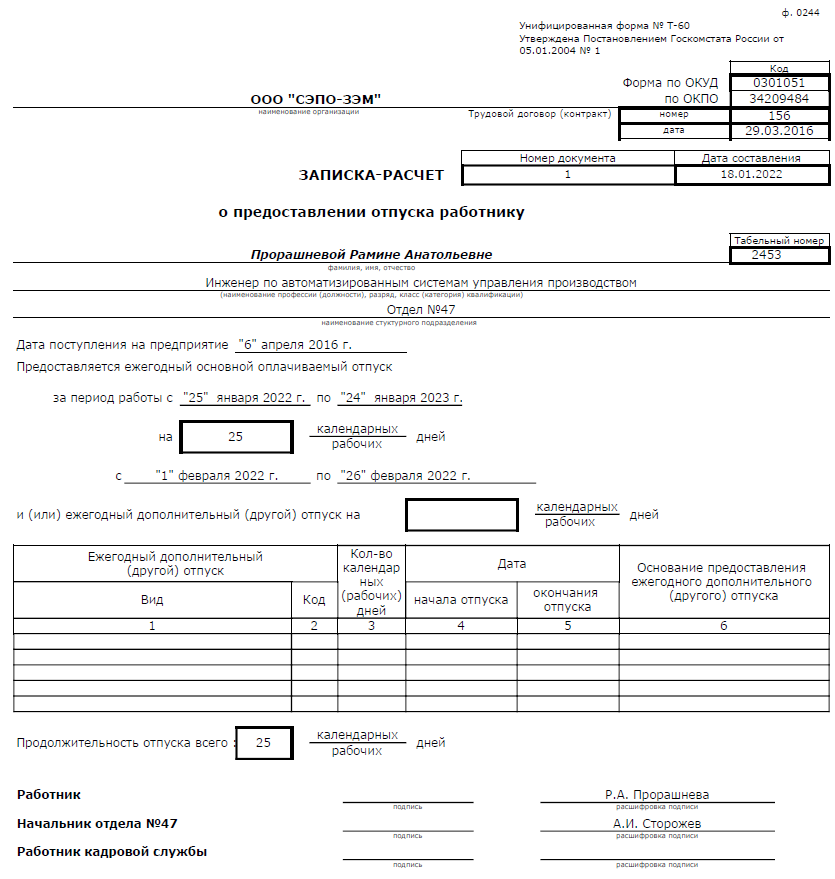 ф. 0244
Унифицированная форма № Т-60
Утверждена Постановлением Госкомстата России от
05.01.2004 № 1
Код
Форма по ОКУД 0301051
ООО "СЭПО-ЗЭМ" по ОКПО 34209484
наименование организации Трудовой договор (контракт) номер 156
дата 29.03.2016
Номер документа Дата составления
ЗАПИСКА-РАСЧЕТ 1 18.01.2022
о предоставлении отпуска работнику
Табельный номер
Прорашневой Рамине Анатольевне 2453
фамилия, имя, отчество
Инженер по автоматизированным системам управления производством
(наименование профессии (должности), разряд, класс (категория) квалификации)
Отдел №47
наименование стуктурного подразделения
Дата поступления на предприятие "6" апреля 2016 г.
Предоставляется ежегодный основной оплачиваемый отпуск
за период работы с "25" января 2022 г. по "24" января 2023 г.
на 25 календарных дней
рабочих
с "1" февраля 2022 г. по "26" февраля 2022 г.
и (или) ежегодный дополнительный (другой) отпуск на календарных дней
рабочих
Ежегодный дополнительный
(другой) отпуск
Кол-во
календар
ных
(рабочих)
дней
Дата
Основание предоставления
ежегодного дополнительного
(другого) отпуска
Вид Код начала отпуска окончания
отпуска
1 2 3 4 5 6
Продолжительность отпуска всего : 25 календарных дней
рабочих
Работник Р.А. Прорашнева
подпись расшифровка подписи
Начальник отдела №47 А.И. Сторожев
подпись расшифровка подписи
Работник кадровой службы
подпись расшифровка подписи